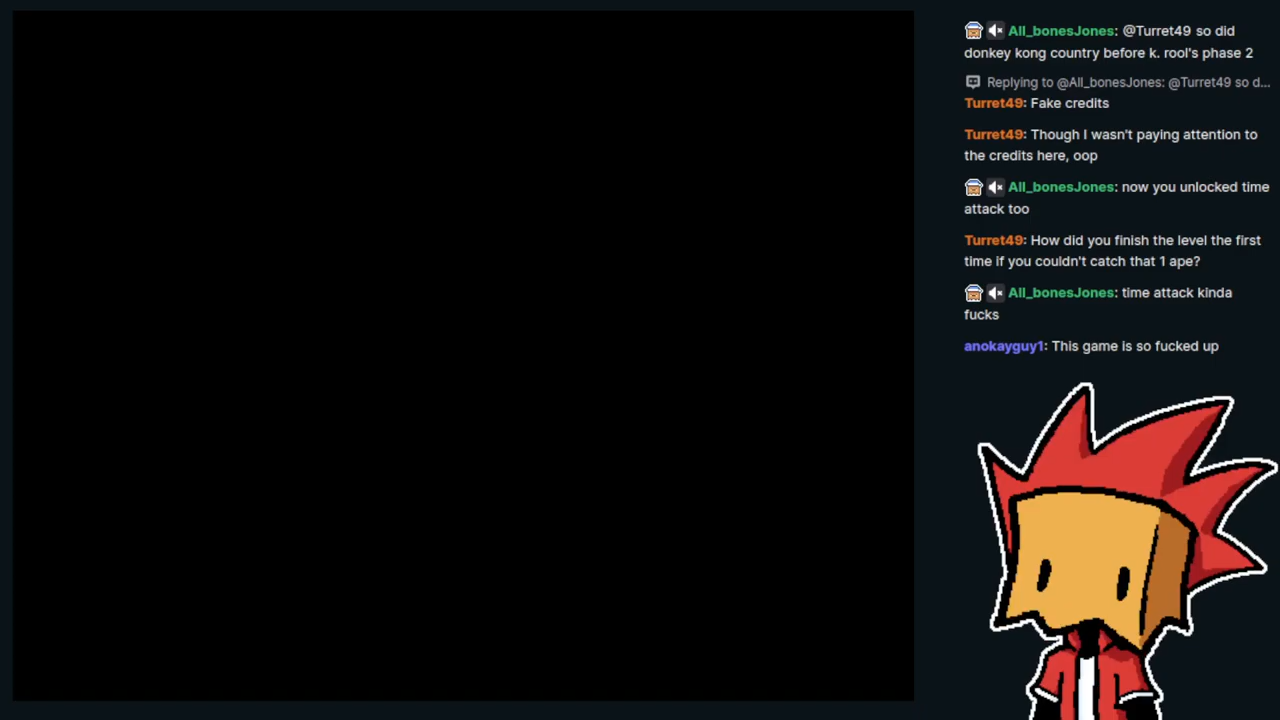 All_bonesJones: @Turret49 so did
donkey kong country before k. rool's phase 2
Replying to @All_bonesJones: @Turret49 so d...
Turret49: Fake credits
Turret49: Though I wasn't paying attention to
the credits here, oop
All_bonesJones: now you unlocked time
attack too
Turret49: How did you finish the level the first
time if you couldn't catch that 1 ape?
All_bonesJones: time attack kinda
fucks
anokayguy1: This game is so fucked up